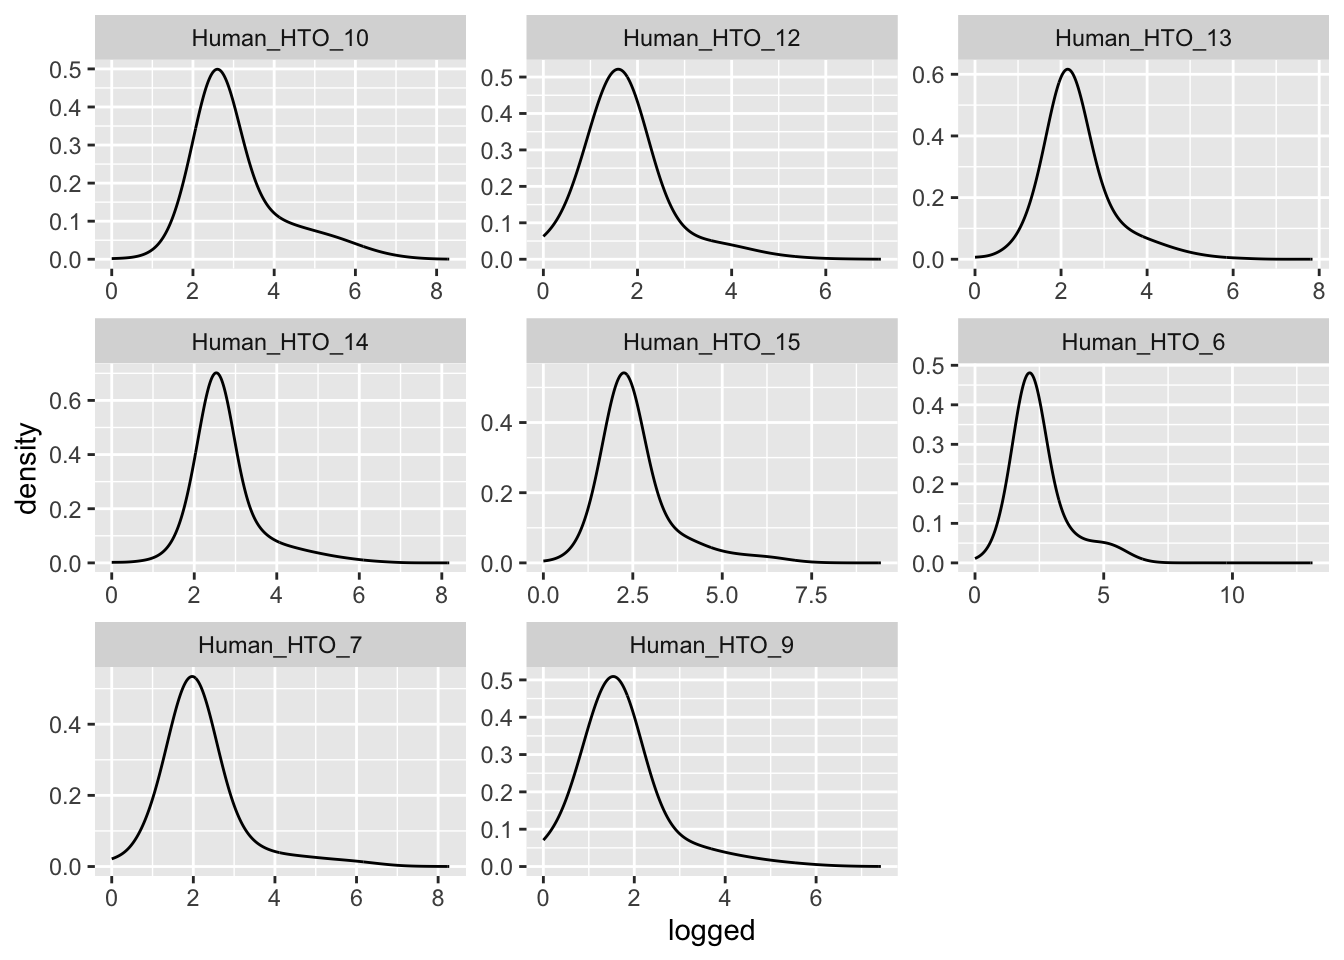 Human_HTO_10 Human_HTO_12 Human_HTO_13
0.5 0.5 0.6
0.4 0.4 0.4
0.3 0.3 0.2
0.2 0.2 0.0
0.1 0.1
0.0 0.0
0 2 4 6 8 0 2 4 6 0 2 4 6 8
Human_HTO_14 Human_HTO_15 Human_HTO_6
0.6 0.4 0.5
0.4 0.2 0.4
0.2 0.0 0.3
0.0 0.2
0.1
0.0
0 2 4 6 8 0.0 2.5 5.0 7.5 0 5 10
density
Human_HTO_7 Human_HTO_9
0.4 0.5
0.2 0.4
0.0 0.3
0.2
0.1
0.0
0 2 4 6 8 0 2 4 6
logged